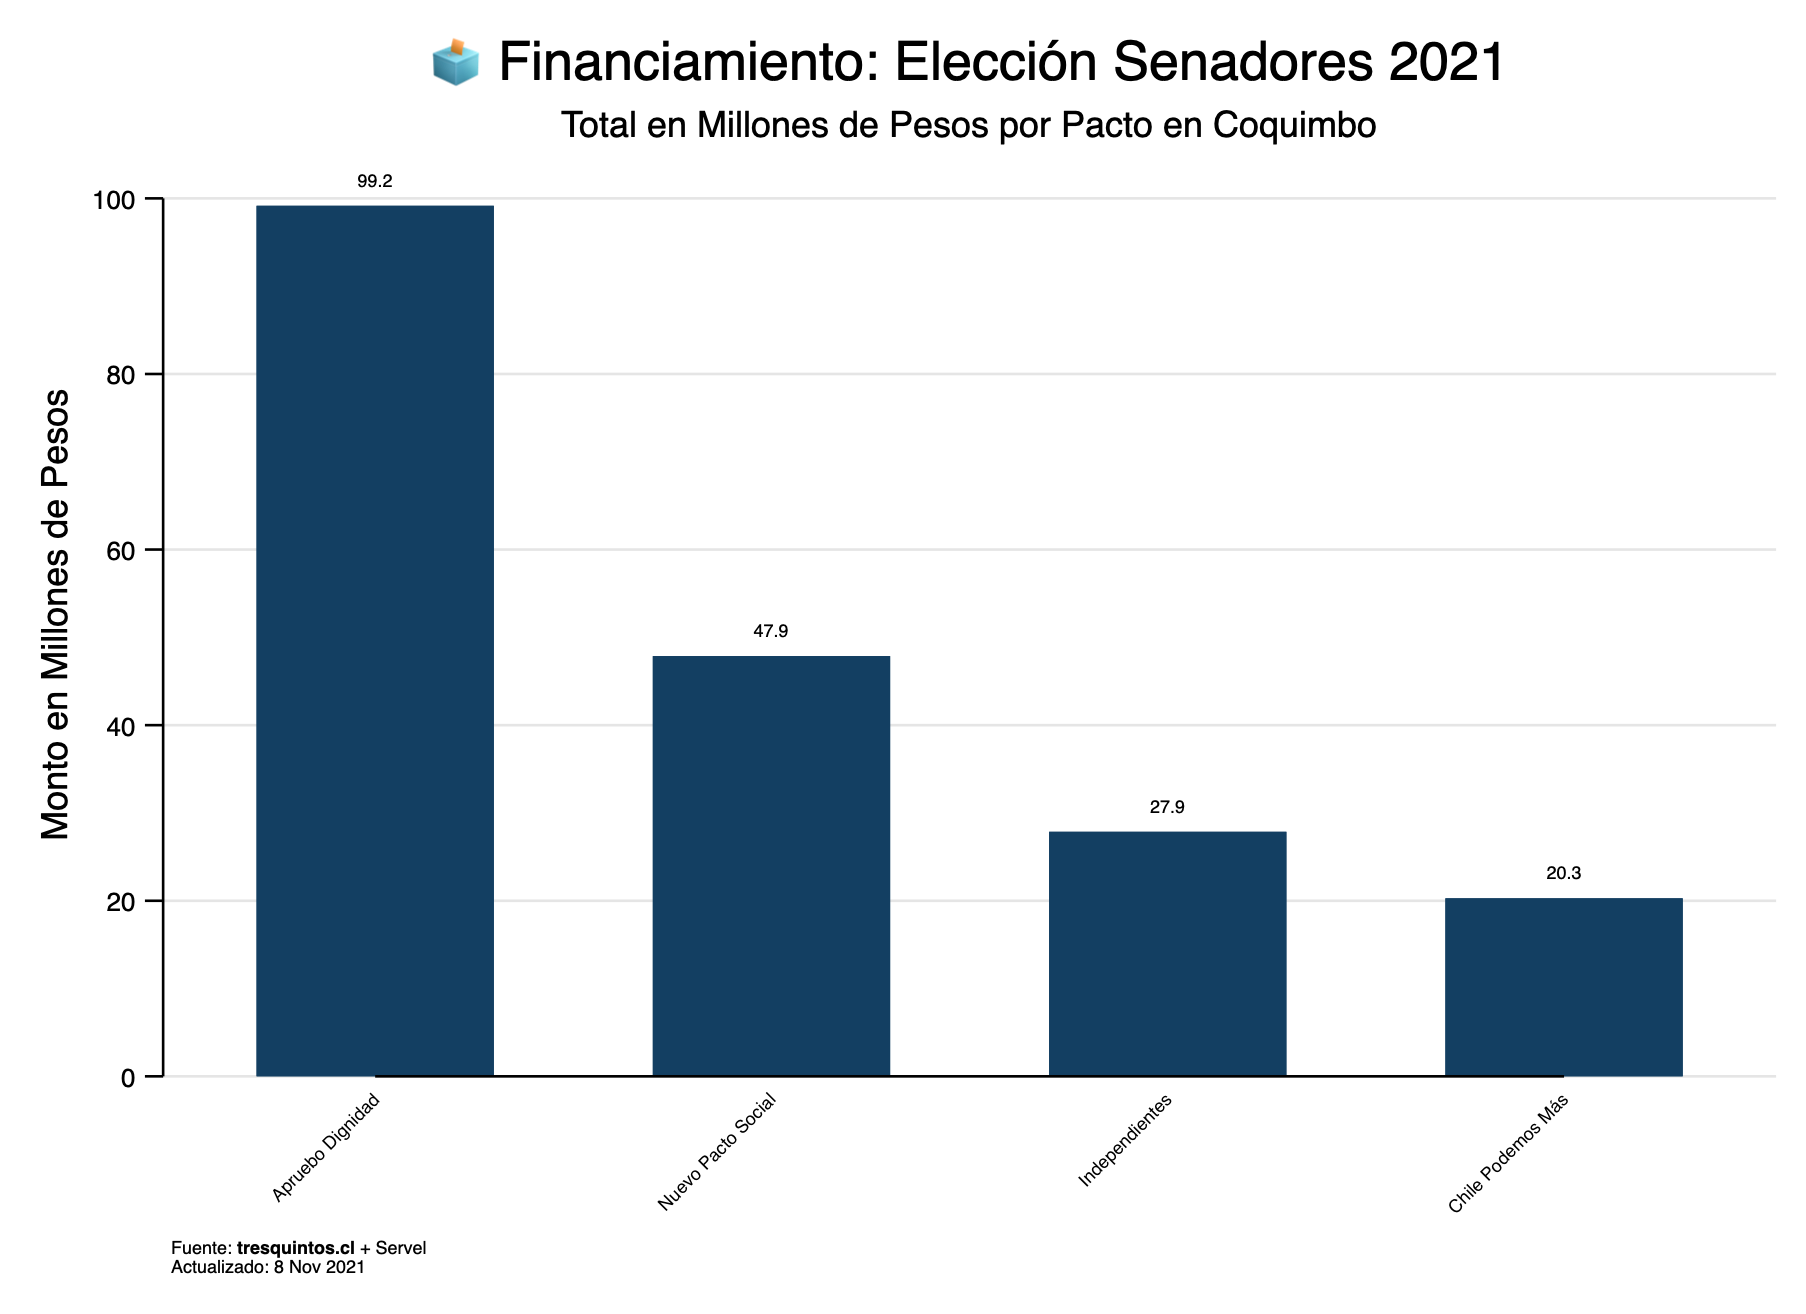 Financiamiento: Elección Senadores 2021
Total en Millones de Pesos por Pacto en Coquimbo
Monto en Millones de Pesos
100
80
60
40
20
0
99.2
47.9
27.9
20.3
Apruebo Dignidad
Nuevo Pacto Social
Independientes
Chile Podemos Más
Fuente: tresquintos.cl + Servel
Actualizado: 8 Nov 2021